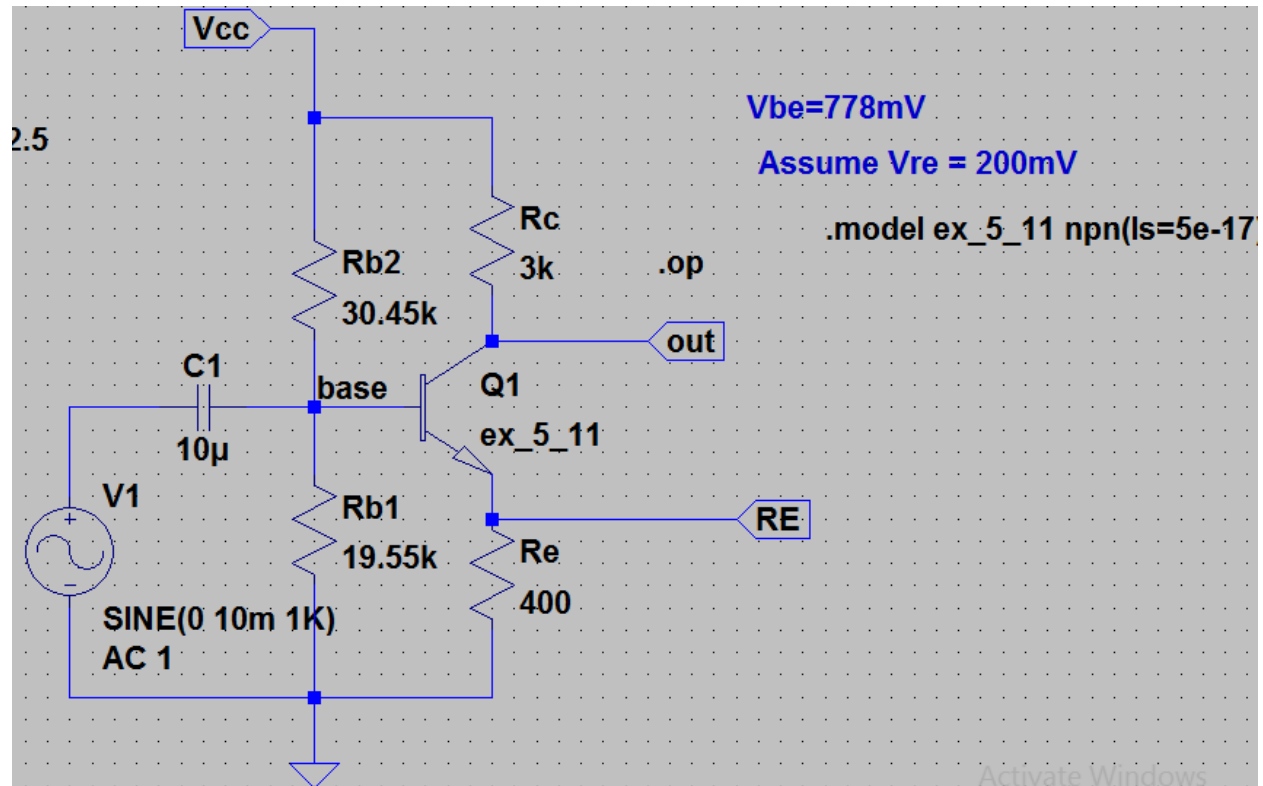 Vcc
Vbe=778mV
2.5
Assume Vre = 200mV
Rc
3k
.model ex_5_11 npn(Is=5e-17)
Rb2
30.45k
.op
out
C1
10µ
base
Q1
ex_5_11
V1
Rb1
19.55k
RE
Re
400
SINE(0 10m 1K)
AC 1
+
−
Activate Windows